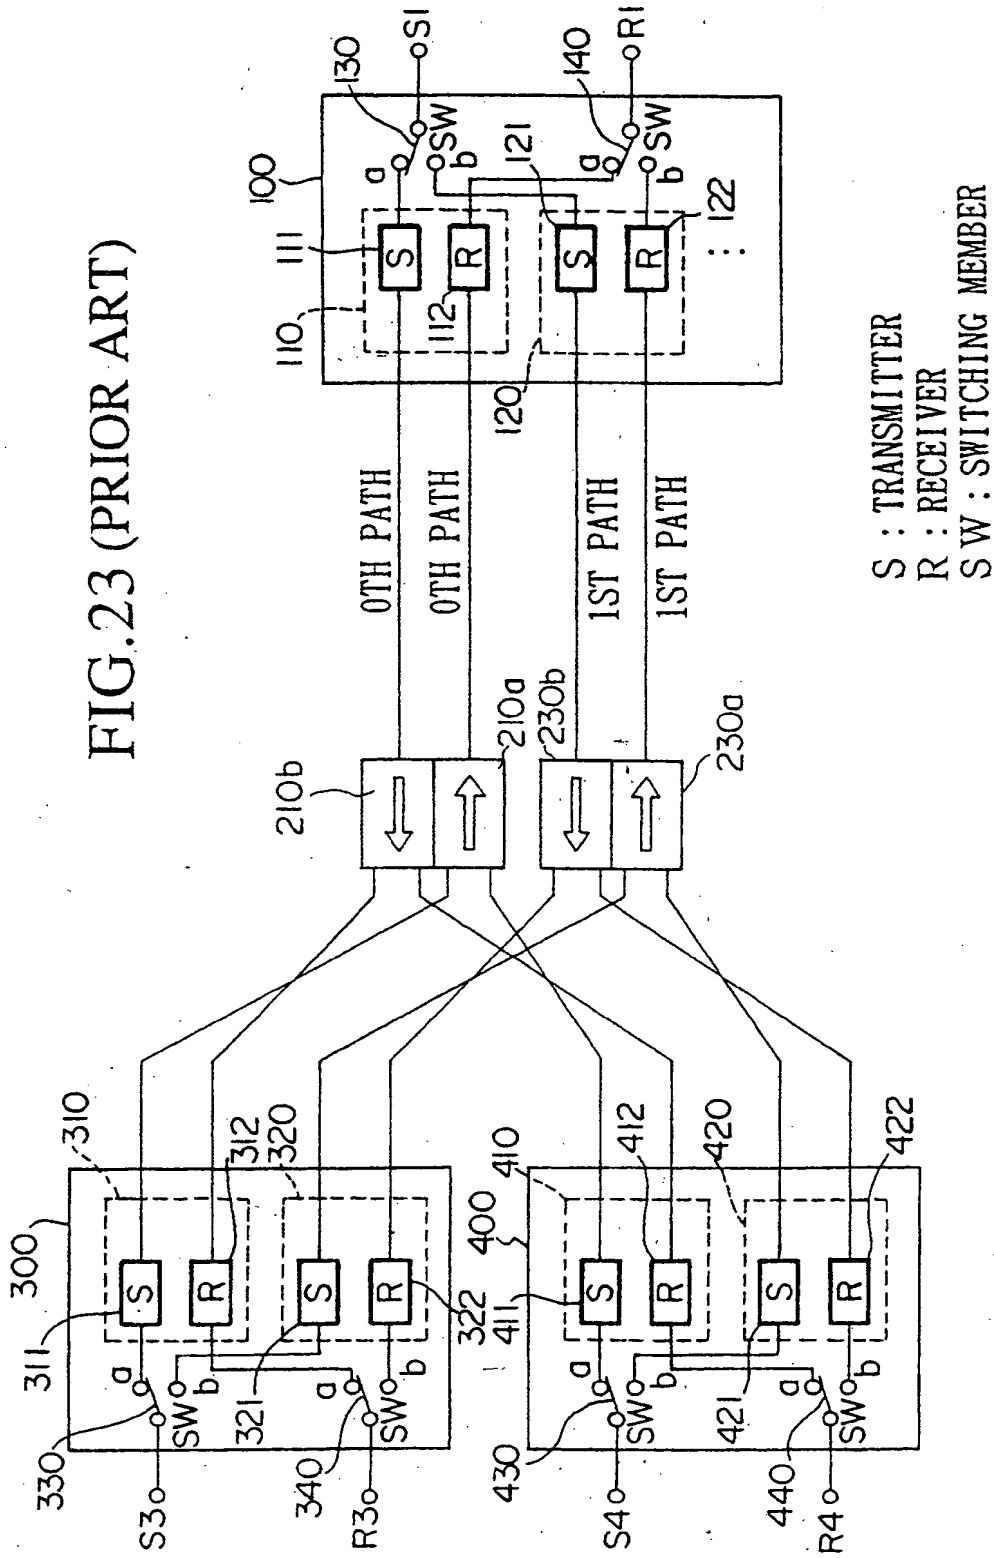 FIG.23 (PRIOR ART)
300
310
311
S
a
330
S3
SW
b
R
312
320
321
S
a
340
R3
SW
b
R
322
400
410
411
S
a
430
S4
SW
b
R
412
420
421
S
a
440
R4
SW
b
R
422
210b
210a
230b
230a
0TH PATH
0TH PATH
1ST PATH
1ST PATH
100
110
111
S
a
130
S1
SW
b
112
R
120
121
S
a
140
R1
SW
b
R
122
S : TRANSMITTER
R : RECEIVER
SW : SWITCHING MEMBER